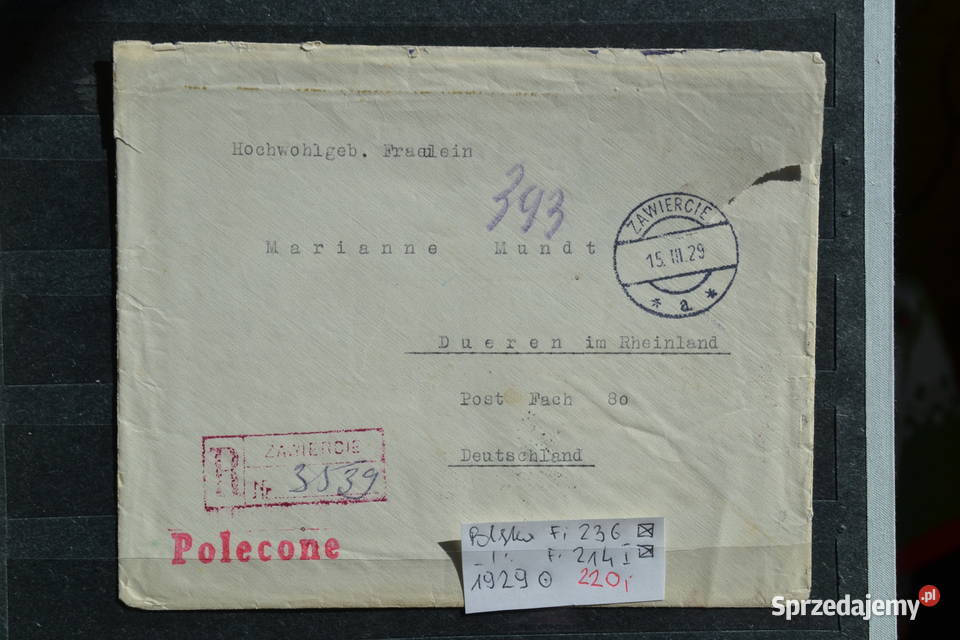 Hochwohlgeb. Fraeulein
393
Marianne Mundt
ZAWIERCIE
15. III. 29
* a. *
Dueren im Rheinland
Post Fach 80
Deutschland
R
ZAWIERCIE
Nr. 3539
Polecone
Polska Fi 236
Fi 214 I
1929 220,
Sprzedajemy.pl